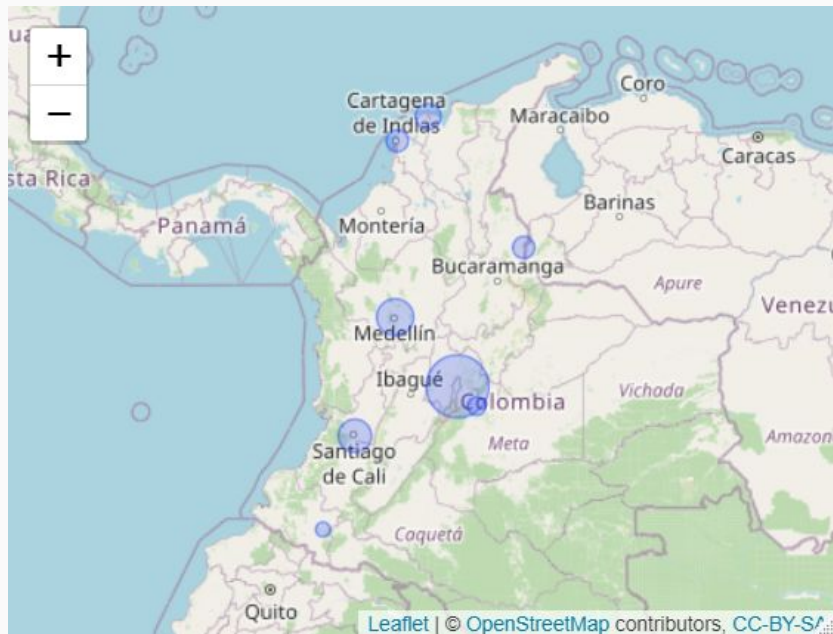 ua
+
−
Cartagena
de Indias
Coro
Maracaibo
Caracas
sta Rica
Barinas
Panamá
Montería
Bucaramanga
Apure
Venezu
Medellín
Ibagué
Colombia
Vichada
Meta
Amazon
Santiago
de Cali
Caquetá
Quito
Leaflet | © OpenStreetMap contributors, CC-BY-SA